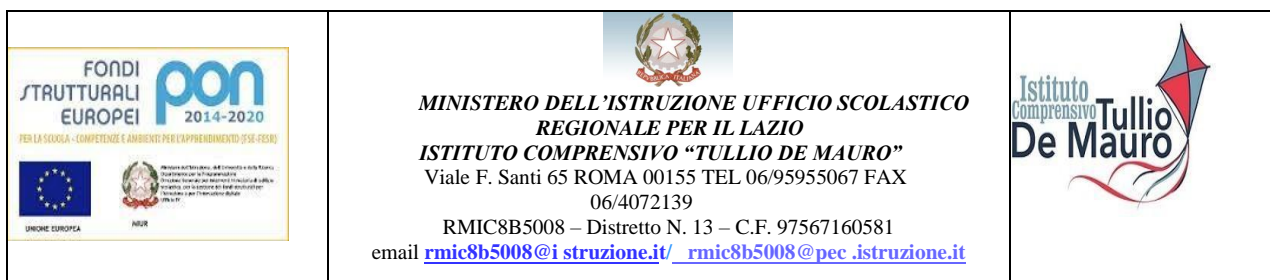 FONDI
STRUTTURALI
EUROPEI
pon
2014-2020
PER LA SCUOLA - COMPETENZE E AMBIENTI PER L'APPRENDIMENTO (FSE-FESR)
UNIONE EUROPEA
MIUR
REPVBBLICA ITALIANA
MINISTERO DELL'ISTRUZIONE UFFICIO SCOLASTICO
REGIONALE PER IL LAZIO
ISTITUTO COMPRENSIVO “TULLIO DE MAURO”
Viale F. Santi 65 ROMA 00155 TEL 06/95955067 FAX
06/4072139
RMIC8B5008 – Distretto N. 13 – C.F. 97567160581
email rmic8b5008@i struzione.it/ rmic8b5008@pec .istruzione.it
Istituto
Comprensivo Tullio
De Mauro